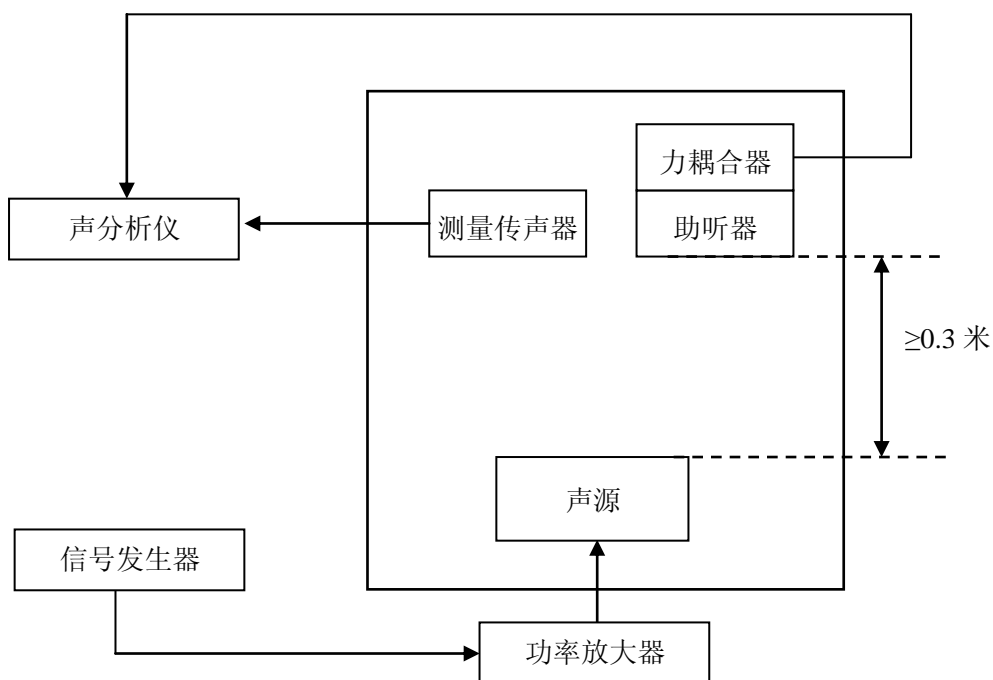 力耦合器
声分析仪
测量传声器
助听器
≥0.3 米
声源
信号发生器
功率放大器